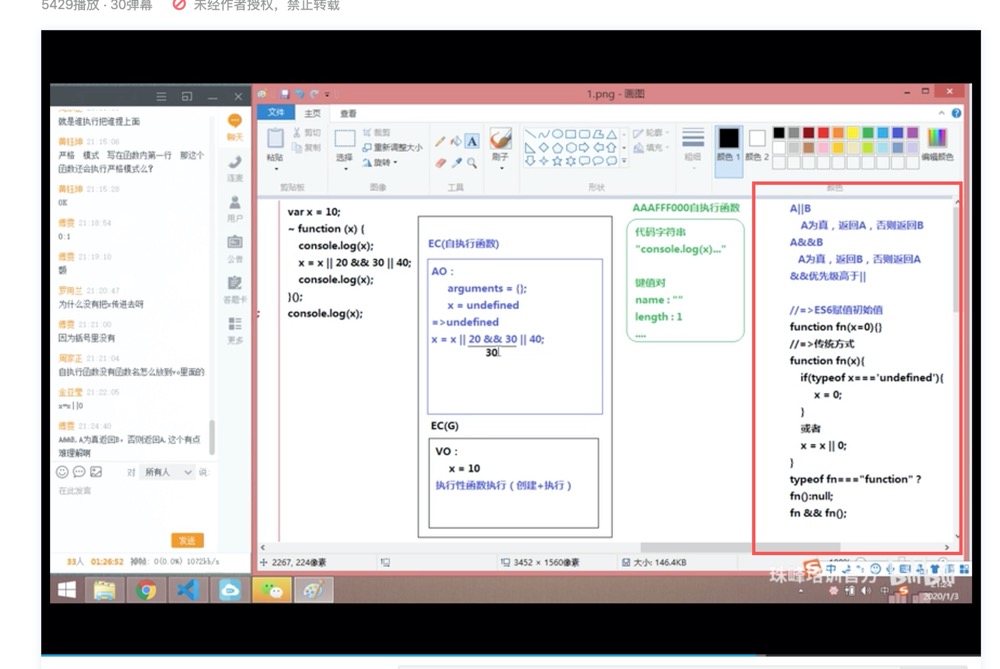 5429播放 · 30弹幕 未经作者授权，禁止转载
就是谁执行把谁提上面
黄钰坤 21:15:06
严格 模式 写在函数内第一行 那这个
函数还会执行严格模式么?
黄钰坤 21:15:28
OK
21:18:54
0:1
21:19:10
额
21:20:47
为什么没有把x传进去呀
21:21:00
因为括号里没有
周家正 21:21:04
自执行函数没有函数名怎么放到vo里面的
21:22:06
x=x||0
21:24:40
A&&B,A为真返回B，否则返回A，这个有点
难理解啊
对 所有人 说:
在此发言
发送
33人 01:26:52 掉帧: 0(0.0%) 1072kb/s
聊天
连麦
用户
公告
答题卡
更多
1.png - 画图
文件 主页 查看
粘贴
剪切
复制
剪贴板
选择
裁剪
重新调整大小
旋转
图像
A
工具
刷子
轮廓
填充
形状
粗细
颜色 1
颜色 2
编辑颜色
颜色
var x = 10;
~ function (x) {
console.log(x);
x = x || 20 && 30 || 40;
console.log(x);
}();
console.log(x);
EC(自执行函数)
AO：
arguments = {};
x = undefined
=>undefined
x = x || 20 && 30 || 40;
30
EC(G)
VO：
x = 10
执行性函数执行（创建+执行）
AAAFFF000自执行函数
代码字符串
"console.log(x)..."
键值对
name : ""
length : 1
....
A||B
A为真，返回A，否则返回B
A&&B
A为真，返回B，否则返回A
&&优先级高于||
//=>ES6赋值初始值
function fn(x=0){}
//=>传统方式
function fn(x){
if(typeof x==='undefined'){
x = 0;
}
或者
x = x || 0;
}
typeof fn==="function" ?
fn():null;
fn && fn();
2267, 224像素
3452 × 1560像素
大小: 146.4KB
100%
珠峰培训官方 bilibili
中
21:24
2020/1/3